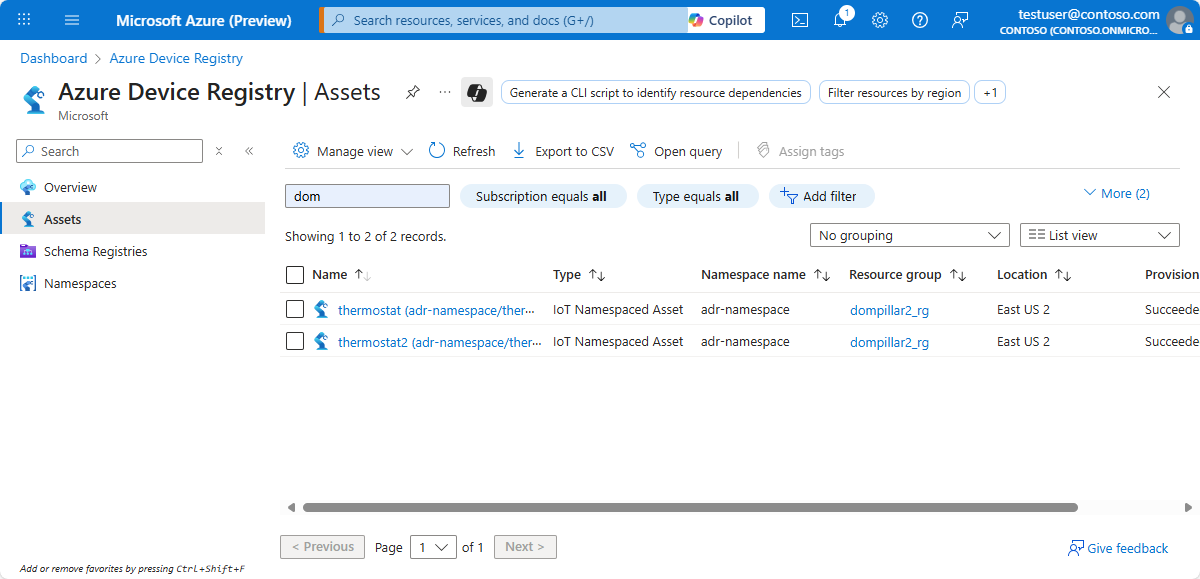 Microsoft Azure (Preview) Search resources, services, and docs (G+/) Copilot 1 testuser@contoso.com
CONTOSO (CONTOSO.ONMICRO...
Dashboard > Azure Device Registry
Azure Device Registry | Assets ... Generate a CLI script to identify resource dependencies Filter resources by region +1
Microsoft
Search
Overview
Assets
Schema Registries
Namespaces
Manage view Refresh Export to CSV Open query Assign tags
dom Subscription equals all Type equals all Add filter More (2)
Showing 1 to 2 of 2 records. No grouping List view
Name Type Namespace name Resource group Location Provision
thermostat (adr-namespace/ther... IoT Namespaced Asset adr-namespace dompillar2_rg East US 2 Succeede
thermostat2 (adr-namespace/ther... IoT Namespaced Asset adr-namespace dompillar2_rg East US 2 Succeede
< Previous Page 1 of 1 Next >
Give feedback
Add or remove favorites by pressing Ctrl+Shift+F